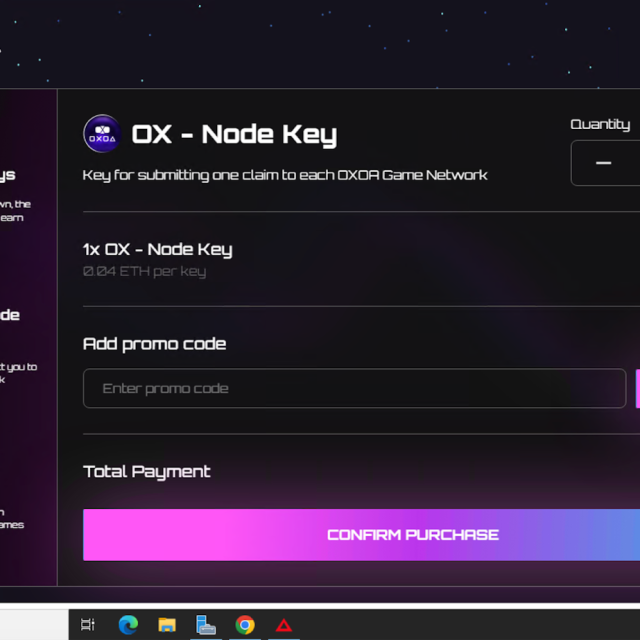 OXOA
OX - Node Key
Key for submitting one claim to each OXOA Game Network
Quantity
ys
wn, the
earn
1x OX - Node Key
0.04 ETH per key
de
Add promo code
t you to
k
Enter promo code
Total Payment
n
ames
CONFIRM PURCHASE